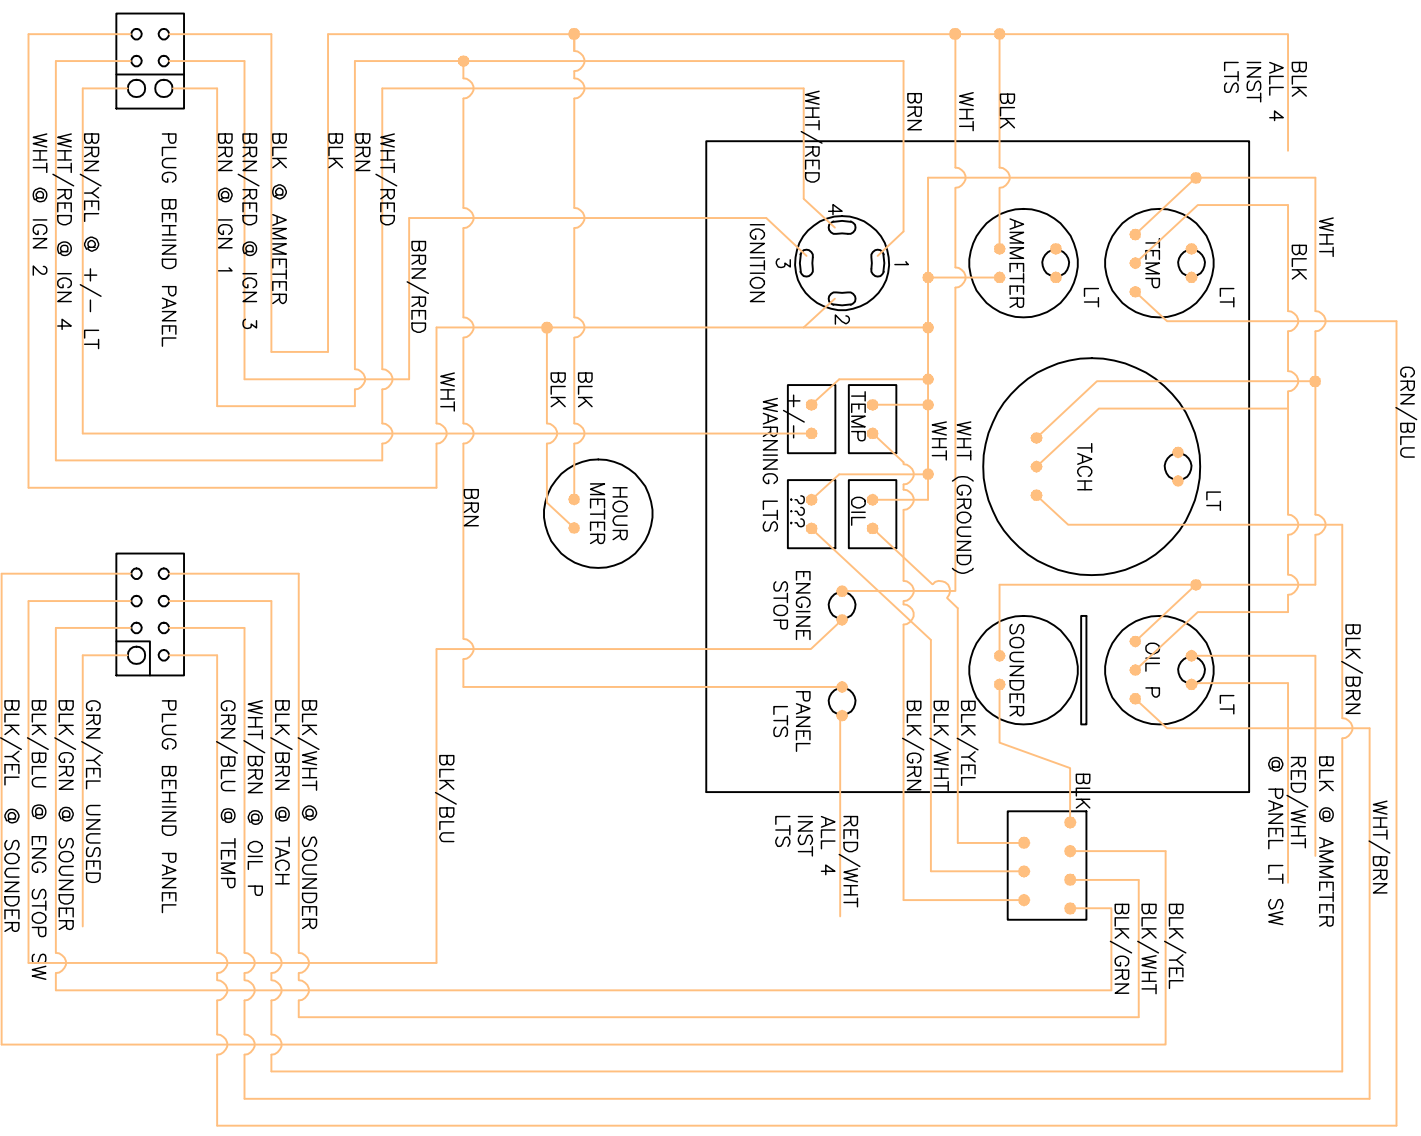 BLK
ALL 4
INST
LTS
BLK
WHT
BRN
WHT/RED
WHT/RED
BRN
BLK
BLK @ AMMETER
BRN/RED @ IGN 3
BRN @ IGN 1
PLUG BEHIND PANEL
BRN/YEL @ +/- LT
WHT/RED @ IGN 4
WHT @ IGN 2
WHT
BLK
TEMP
LT
AMMETER
LT
1
2
3
4
IGNITION
BRN/RED
GRN/BLU
BLK
BLK
WHT
TACH
LT
WHT (GROUND)
WHT
TEMP
+/-
OIL
???
WARNING LTS
HOUR
METER
BRN
ENGINE
STOP
PANEL
LTS
SOUNDER
OIL P
LT
BLK/BRN
BLK/YEL
BLK/WHT
BLK/GRN
BLK
BLK @ AMMETER
RED/WHT
@ PANEL LT SW
WHT/BRN
RED/WHT
ALL 4
INST
LTS
BLK/BLU
BLK/YEL
BLK/WHT
BLK/GRN
BLK/WHT @ SOUNDER
BLK/BRN @ TACH
WHT/BRN @ OIL P
GRN/BLU @ TEMP
PLUG BEHIND PANEL
GRN/YEL UNUSED
BLK/GRN @ SOUNDER
BLK/BLU @ ENG STOP SW
BLK/YEL @ SOUNDER